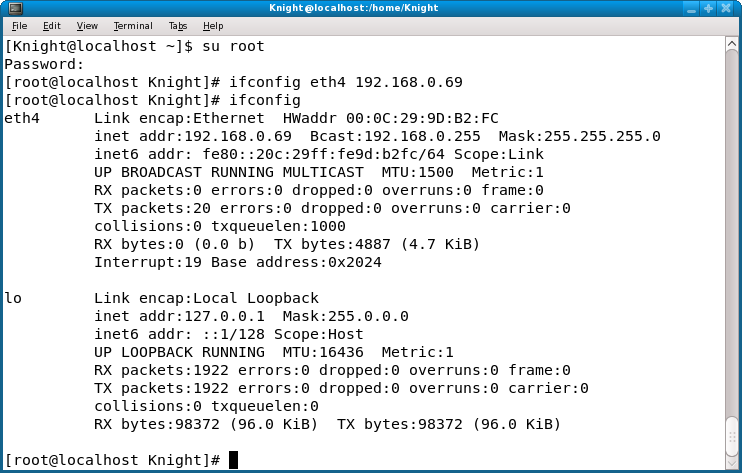 Knight@localhost:/home/Knight
File Edit View Terminal Tabs Help
[Knight@localhost ~]$ su root
Password:
[root@localhost Knight]# ifconfig eth4 192.168.0.69
[root@localhost Knight]# ifconfig
eth4      Link encap:Ethernet  HWaddr 00:0C:29:9D:B2:FC
          inet addr:192.168.0.69  Bcast:192.168.0.255  Mask:255.255.255.0
          inet6 addr: fe80::20c:29ff:fe9d:b2fc/64 Scope:Link
          UP BROADCAST RUNNING MULTICAST  MTU:1500  Metric:1
          RX packets:0 errors:0 dropped:0 overruns:0 frame:0
          TX packets:20 errors:0 dropped:0 overruns:0 carrier:0
          collisions:0 txqueuelen:1000
          RX bytes:0 (0.0 b)  TX bytes:4887 (4.7 KiB)
          Interrupt:19 Base address:0x2024
lo        Link encap:Local Loopback
          inet addr:127.0.0.1  Mask:255.0.0.0
          inet6 addr: ::1/128 Scope:Host
          UP LOOPBACK RUNNING  MTU:16436  Metric:1
          RX packets:1922 errors:0 dropped:0 overruns:0 frame:0
          TX packets:1922 errors:0 dropped:0 overruns:0 carrier:0
          collisions:0 txqueuelen:0
          RX bytes:98372 (96.0 KiB)  TX bytes:98372 (96.0 KiB)
[root@localhost Knight]#